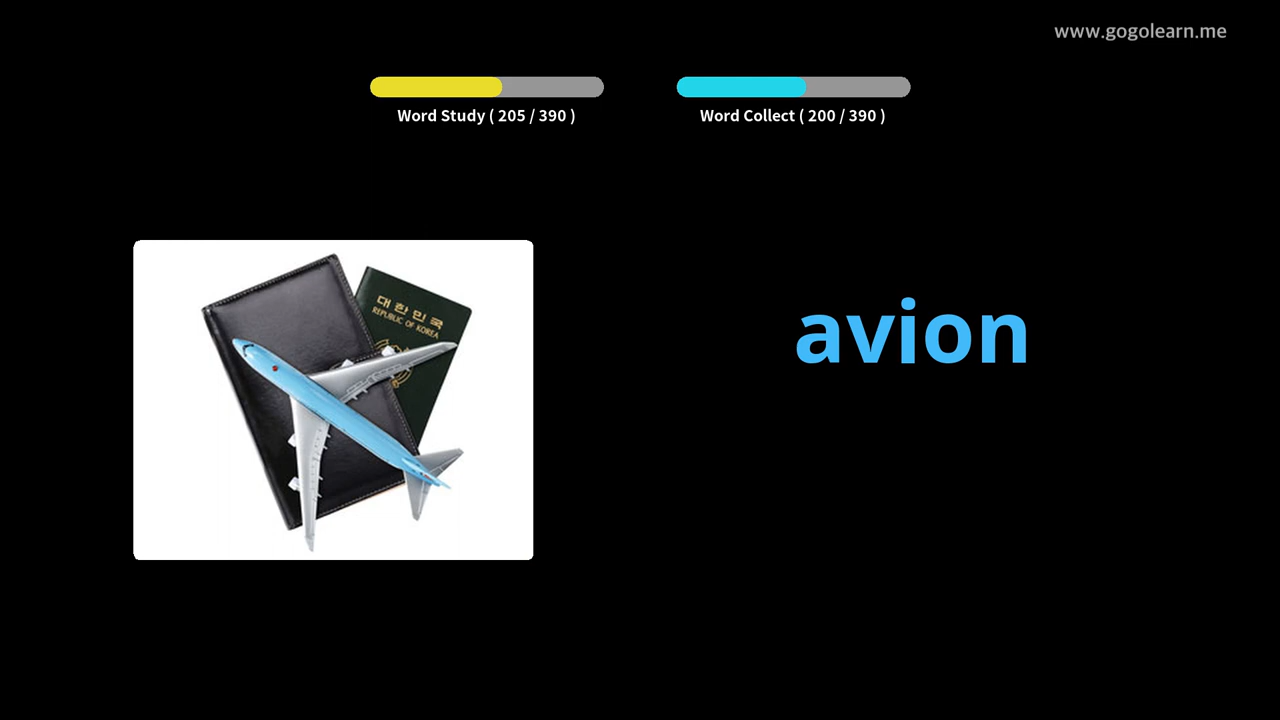 www.gogolearn.me
Word Study ( 205 / 390 )
Word Collect ( 200 / 390 )
대한민국
REPUBLIC OF KOREA
avion